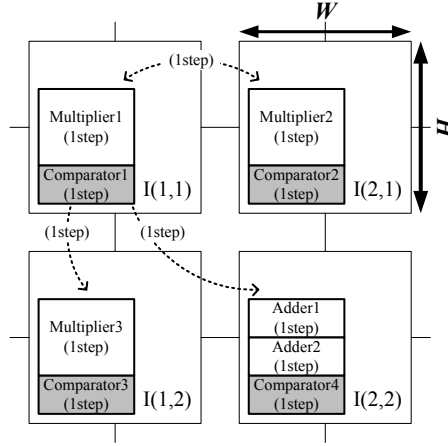 W
H
(1step)
Multiplier1
(1step)
Comparator1
(1step)
I(1,1)
Multiplier2
(1step)
Comparator2
(1step)
I(2,1)
(1step)
(1step)
Multiplier3
(1step)
Comparator3
(1step)
I(1,2)
Adder1
(1step)
Adder2
(1step)
Comparator4
(1step)
I(2,2)